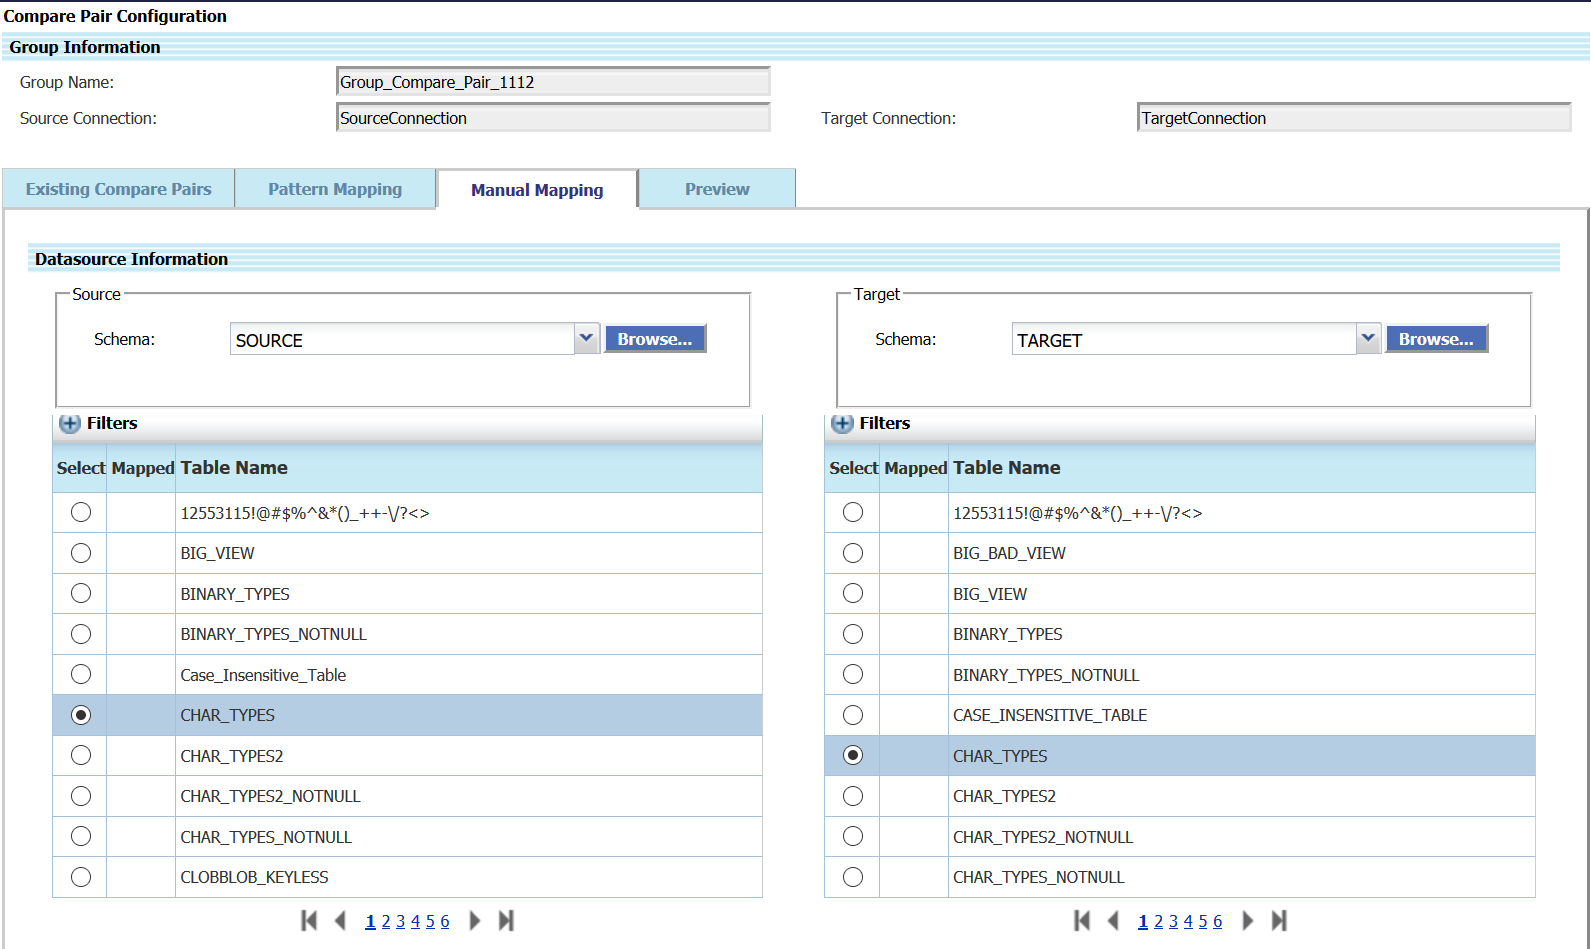 Compare Pair Configuration
Group Information
Group Name: Group_Compare_Pair_1112
Source Connection: SourceConnection Target Connection: TargetConnection
Existing Compare Pairs Pattern Mapping Manual Mapping Preview
Datasource Information
Source Target
Schema: SOURCE Browse... Schema: TARGET Browse...
Filters Filters
Select Mapped Table Name Select Mapped Table Name
12553115!@#$%^&*()_++-\/?<> 12553115!@#$%^&*()_++-\/?<>
BIG_VIEW BIG_BAD_VIEW
BINARY_TYPES BIG_VIEW
BINARY_TYPES_NOTNULL BINARY_TYPES
Case_Insensitive_Table BINARY_TYPES_NOTNULL
CHAR_TYPES CASE_INSENSITIVE_TABLE
CHAR_TYPES2 CHAR_TYPES
CHAR_TYPES2_NOTNULL CHAR_TYPES2
CHAR_TYPES_NOTNULL CHAR_TYPES2_NOTNULL
CLOBBLOB_KEYLESS CHAR_TYPES_NOTNULL
1 2 3 4 5 6 1 2 3 4 5 6